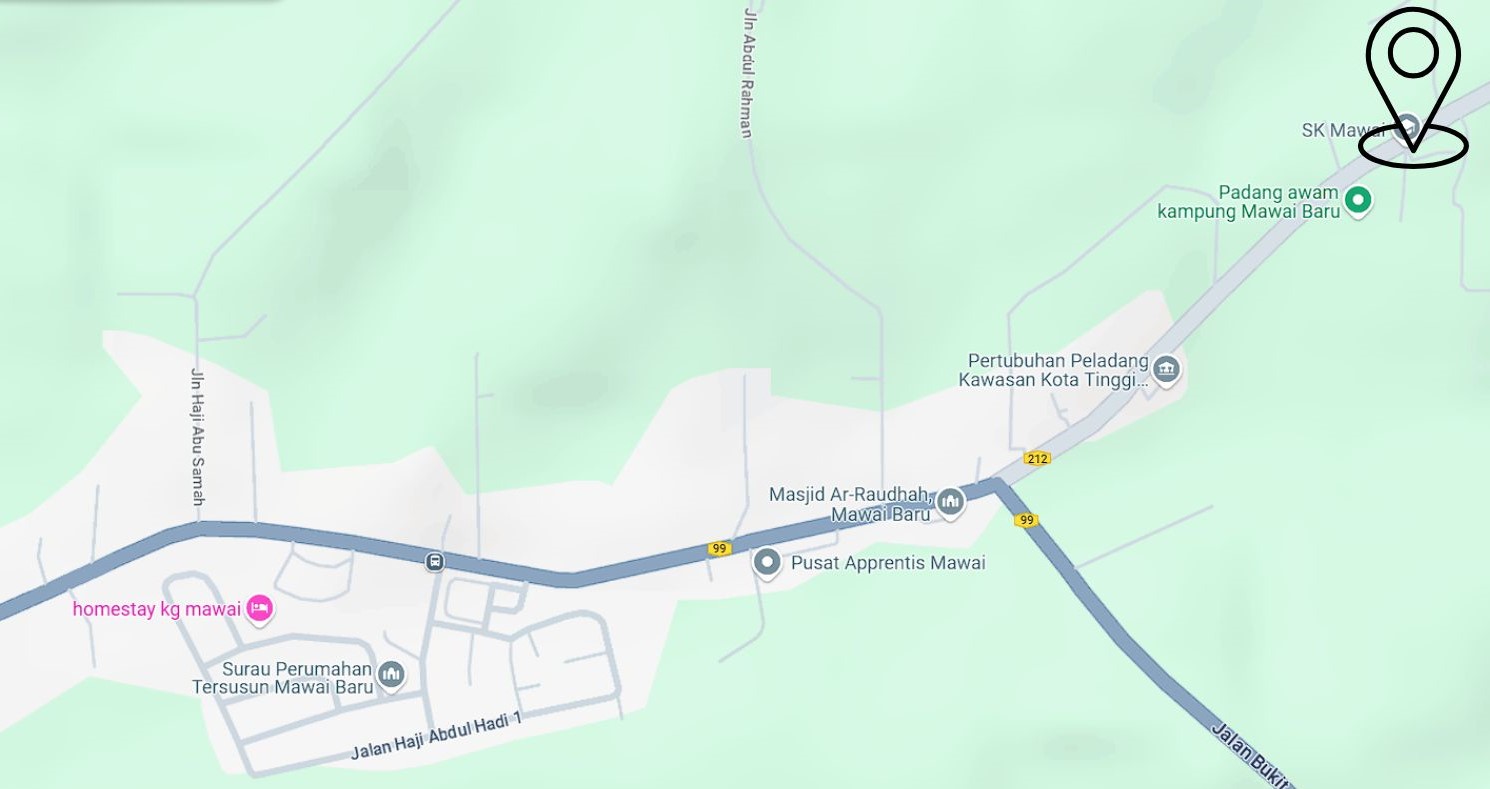 Jln Abdul Rahman
SK Mawai
Padang awam
kampung Mawai Baru
Pertubuhan Peladang
Kawasan Kota Tinggi...
Jln Haji Abu Samah
212
Masjid Ar-Raudhah,
Mawai Baru
99
99
Pusat Apprentis Mawai
homestay kg mawai
Surau Perumahan
Tersusun Mawai Baru
Jalan Haji Abdul Hadi 1
Jalan Bukit